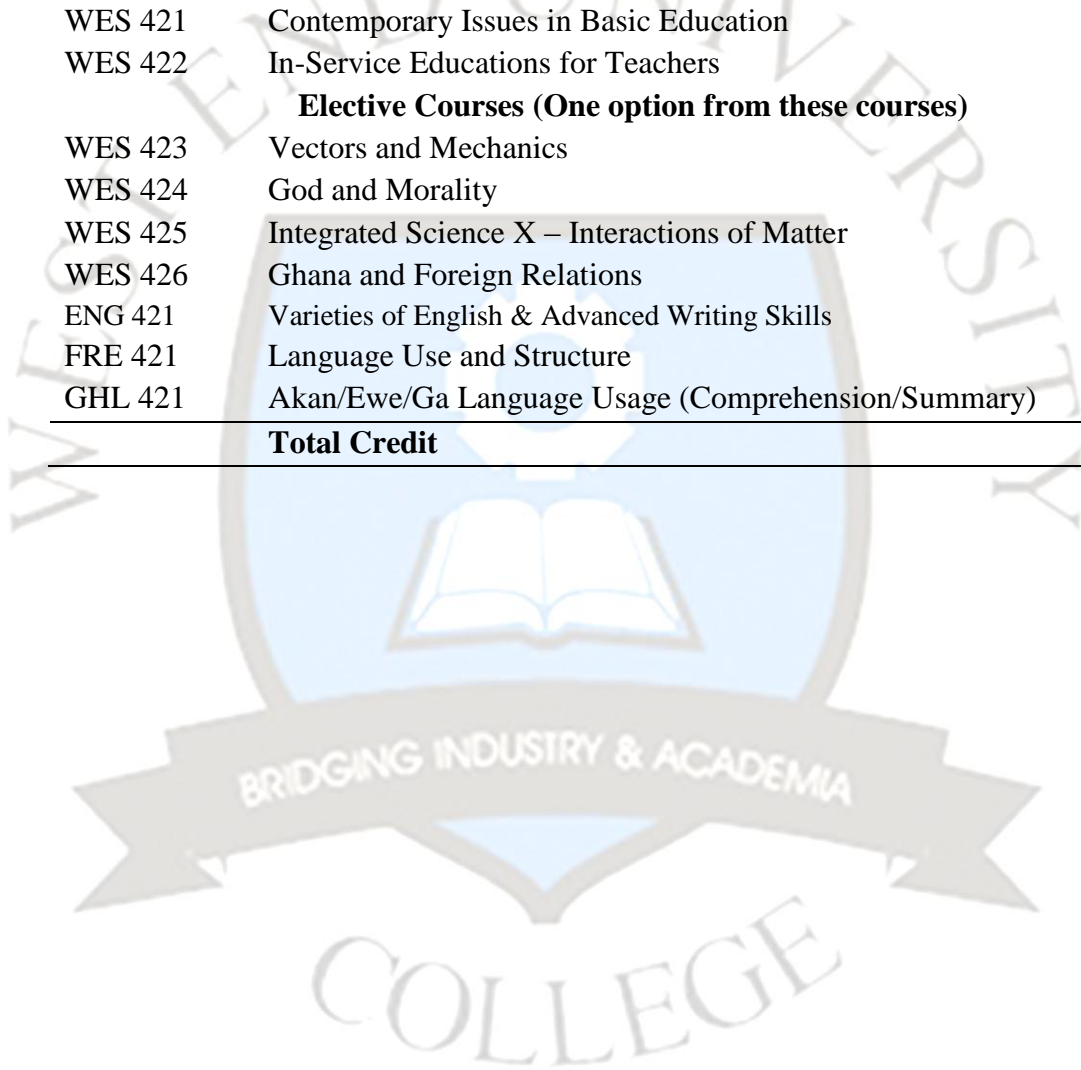 WES 421 Contemporary Issues in Basic Education
WES 422 In-Service Educations for Teachers
Elective Courses (One option from these courses)
WES 423 Vectors and Mechanics
WES 424 God and Morality
WES 425 Integrated Science X – Interactions of Matter
WES 426 Ghana and Foreign Relations
ENG 421 Varieties of English & Advanced Writing Skills
FRE 421 Language Use and Structure
GHL 421 Akan/Ewe/Ga Language Usage (Comprehension/Summary)
Total Credit
WEST END UNIVERSITY
BRIDGING INDUSTRY & ACADEMIA
COLLEGE